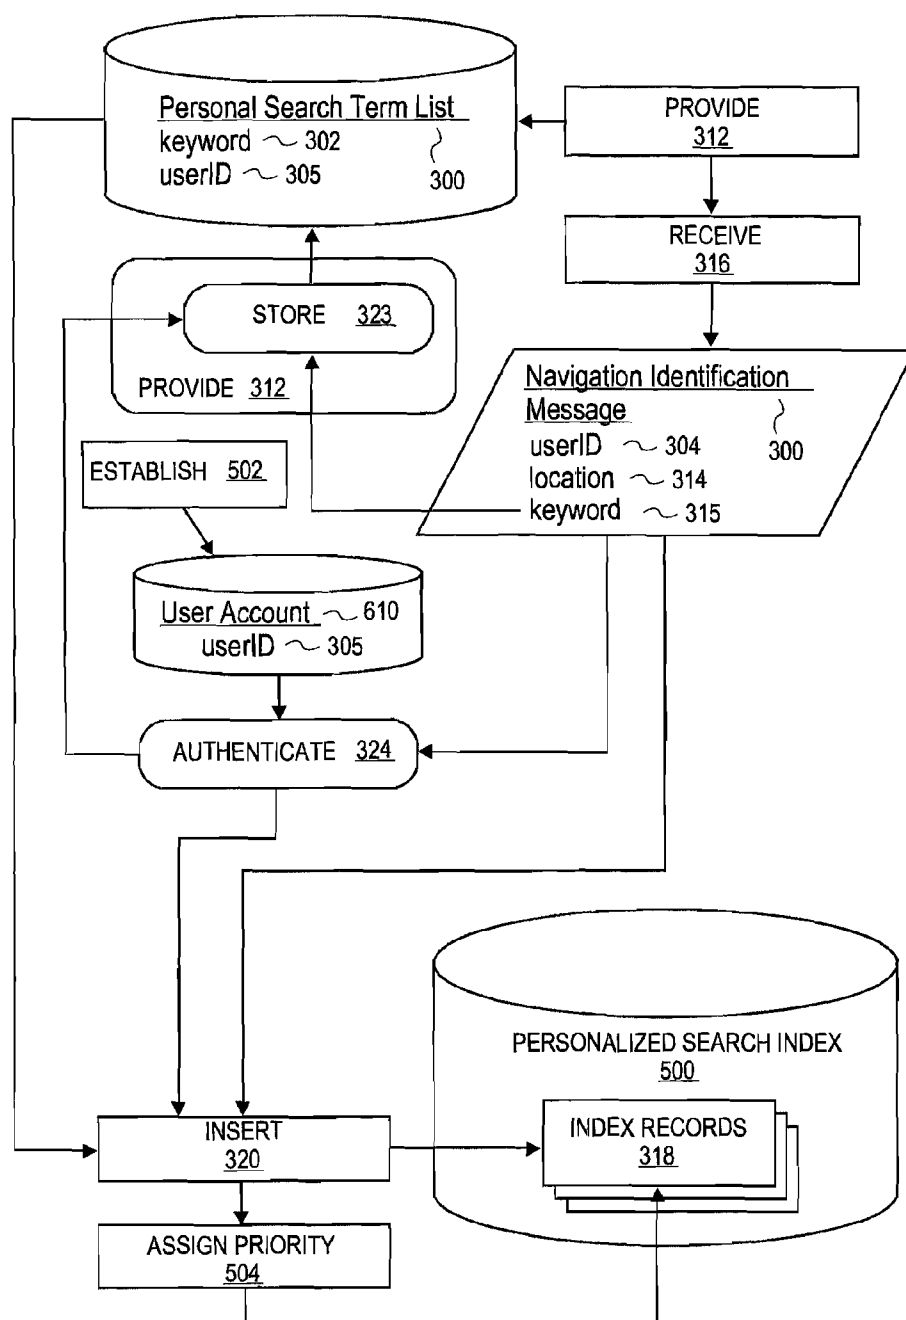 Personal Search Term List
keyword ~ 302
userID ~ 305
300
PROVIDE
312
RECEIVE
316
STORE 323
PROVIDE 312
Navigation Identification
Message
userID ~ 304
location ~ 314
keyword ~ 315
300
ESTABLISH 502
User Account ~ 610
userID ~ 305
AUTHENTICATE 324
PERSONALIZED SEARCH INDEX
500
INDEX RECORDS
318
INSERT
320
ASSIGN PRIORITY
504